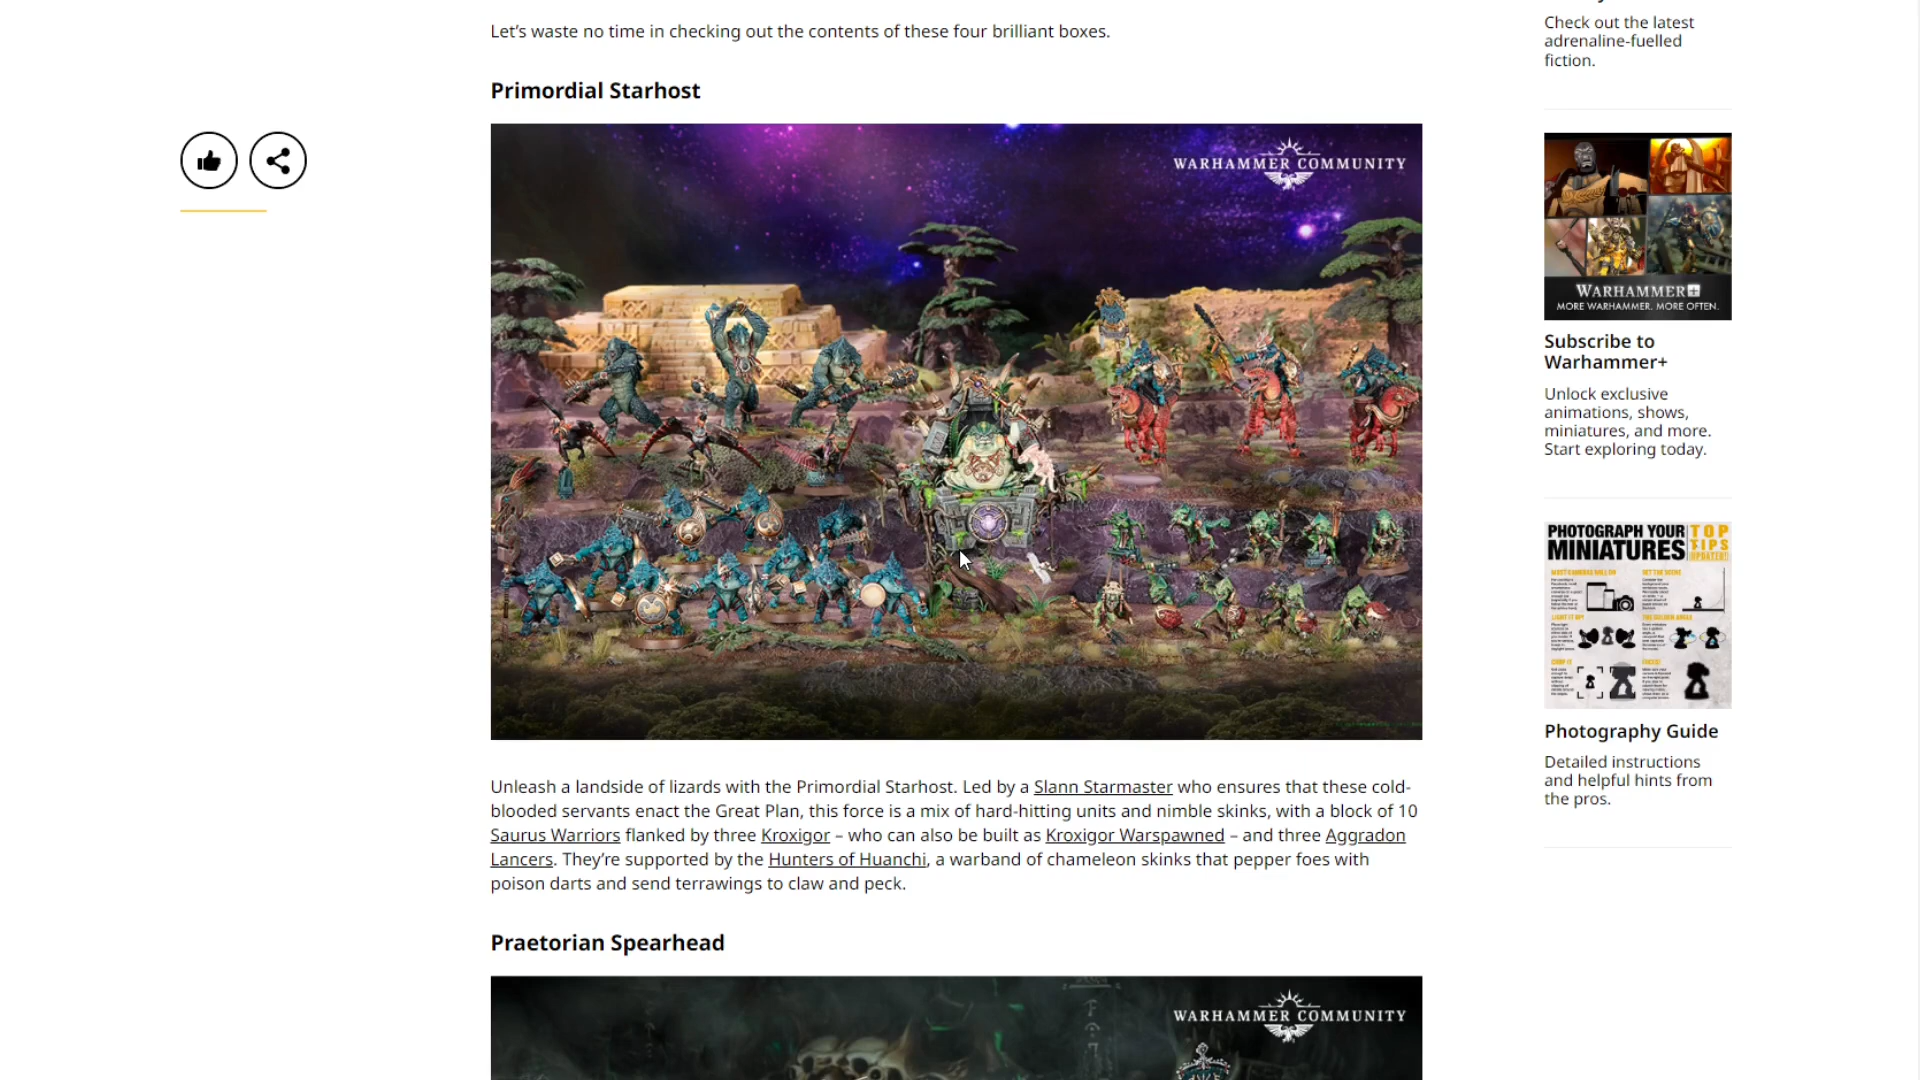 Let’s waste no time in checking out the contents of these four brilliant boxes.
Primordial Starhost
WARHAMMER COMMUNITY
Unleash a landside of lizards with the Primordial Starhost. Led by a Slann Starmaster who ensures that these cold-
blooded servants enact the Great Plan, this force is a mix of hard-hitting units and nimble skinks, with a block of 10
Saurus Warriors flanked by three Kroxigor – who can also be built as Kroxigor Warspawned – and three Aggradon
Lancers. They’re supported by the Hunters of Huanchi, a warband of chameleon skinks that pepper foes with
poison darts and send terrawings to claw and peck.
Praetorian Spearhead
WARHAMMER COMMUNITY
Check out the latest
adrenaline-fuelled
fiction.
WARHAMMER+
MORE WARHAMMER. MORE OFTEN.
Subscribe to
Warhammer+
Unlock exclusive
animations, shows,
miniatures, and more.
Start exploring today.
PHOTOGRAPH YOUR
MINIATURES
TOP
TIPS
UPDATED!
Photography Guide
Detailed instructions
and helpful hints from
the pros.